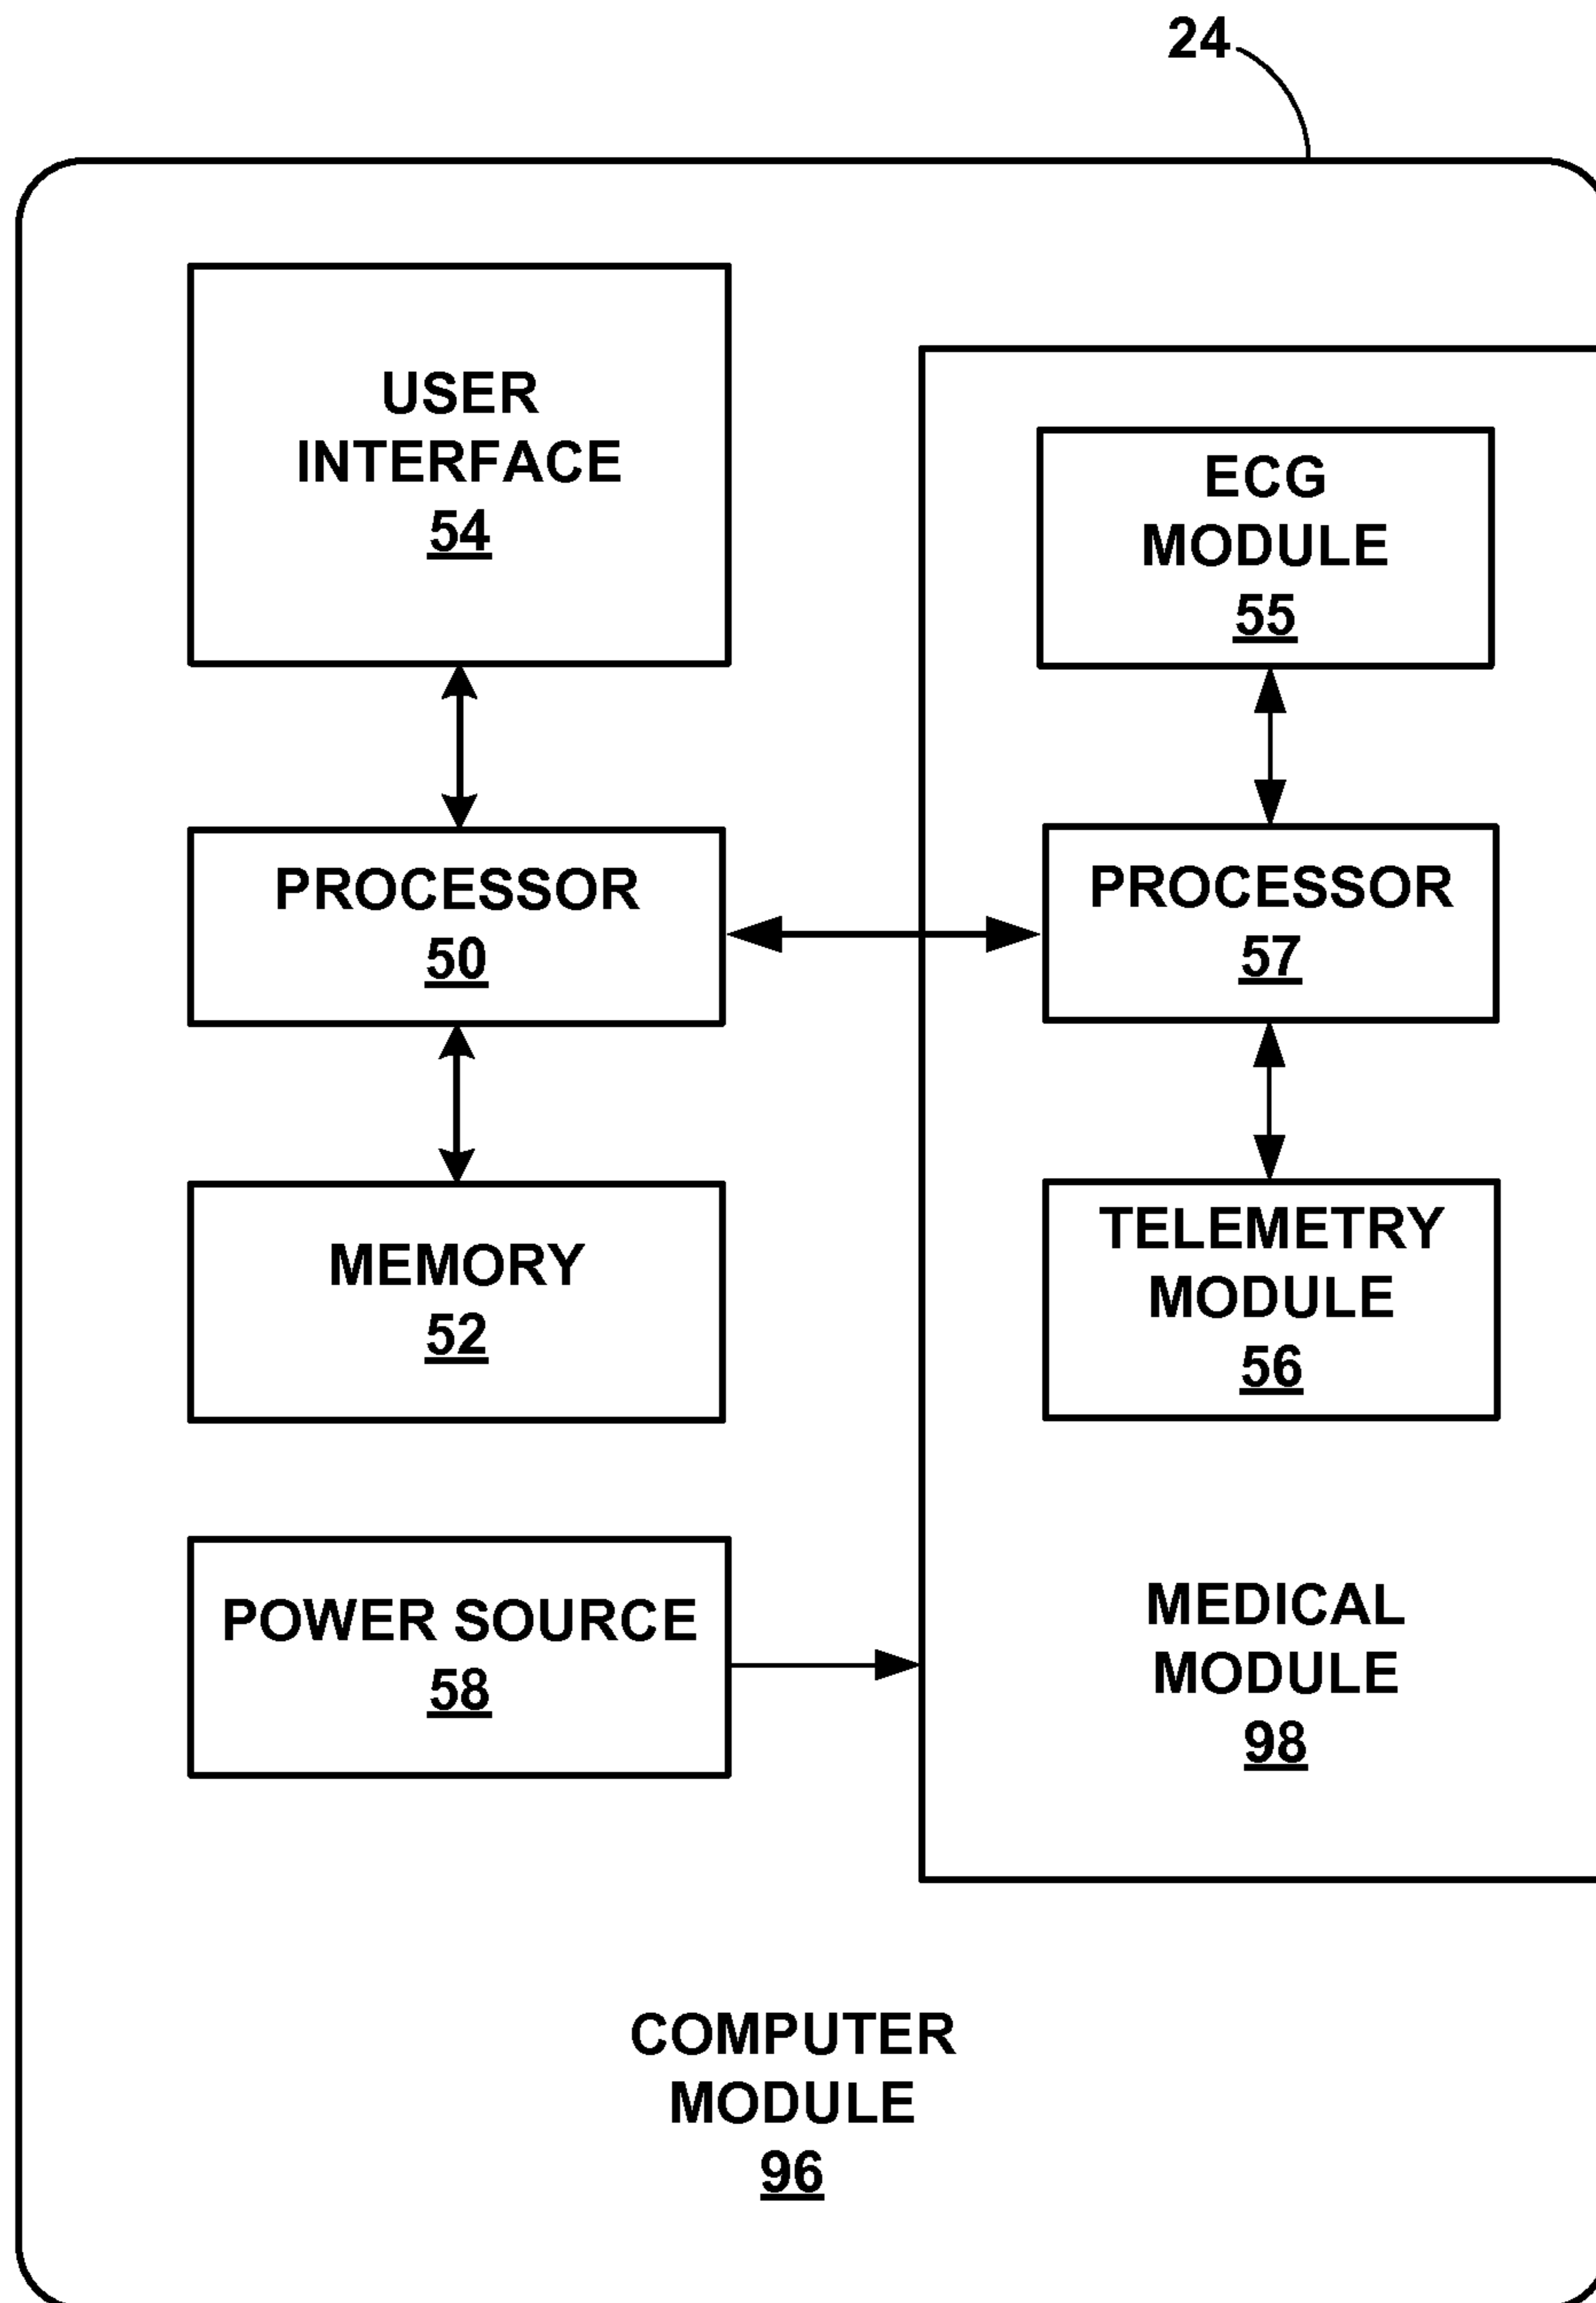 24
USER
INTERFACE
54
ECG
MODULE
55
PROCESSOR
50
PROCESSOR
57
MEMORY
52
TELEMETRY
MODULE
56
POWER SOURCE
58
MEDICAL
MODULE
98
COMPUTER
MODULE
96